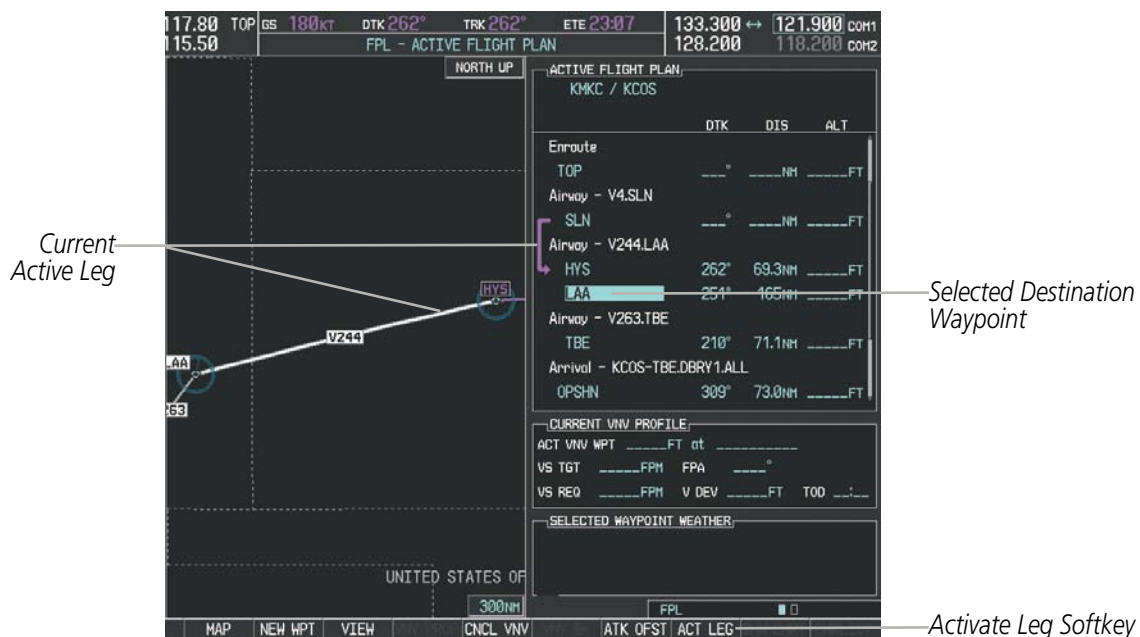 117.80 TOP GS 180KT DTK 262° TRK 262° ETE 23:07 133.300 ↔ 121.900 COM1
115.50 FPL - ACTIVE FLIGHT PLAN 128.200 118.200 COM2
NORTH UP
ACTIVE FLIGHT PLAN
KMKC / KCOS
DTK DIS ALT
Enroute
TOP ___° ____NM _____FT
Airway - V4.SLN
SLN ___° ____NM _____FT
Airway - V244.LAA
HYS 262° 69.3NM _____FT
LAA 251° 165NM _____FT
Airway - V263.TBE
TBE 210° 71.1NM _____FT
Arrival - KCOS-TBE.DBRY1.ALL
OPSHN 309° 73.0NM _____FT
CURRENT VNV PROFILE
ACT VNV WPT _____FT at __________
VS TGT _____FPM FPA ____°
VS REQ _____FPM V DEV _____FT TOD __:__
SELECTED WAYPOINT WEATHER
HYS
V244
LAA
63
UNITED STATES OF
300NM
FPL
MAP NEW WPT VIEW CNCL VNV ATK OFST ACT LEG
Current
Active Leg
Selected Destination
Waypoint
Activate Leg Softkey